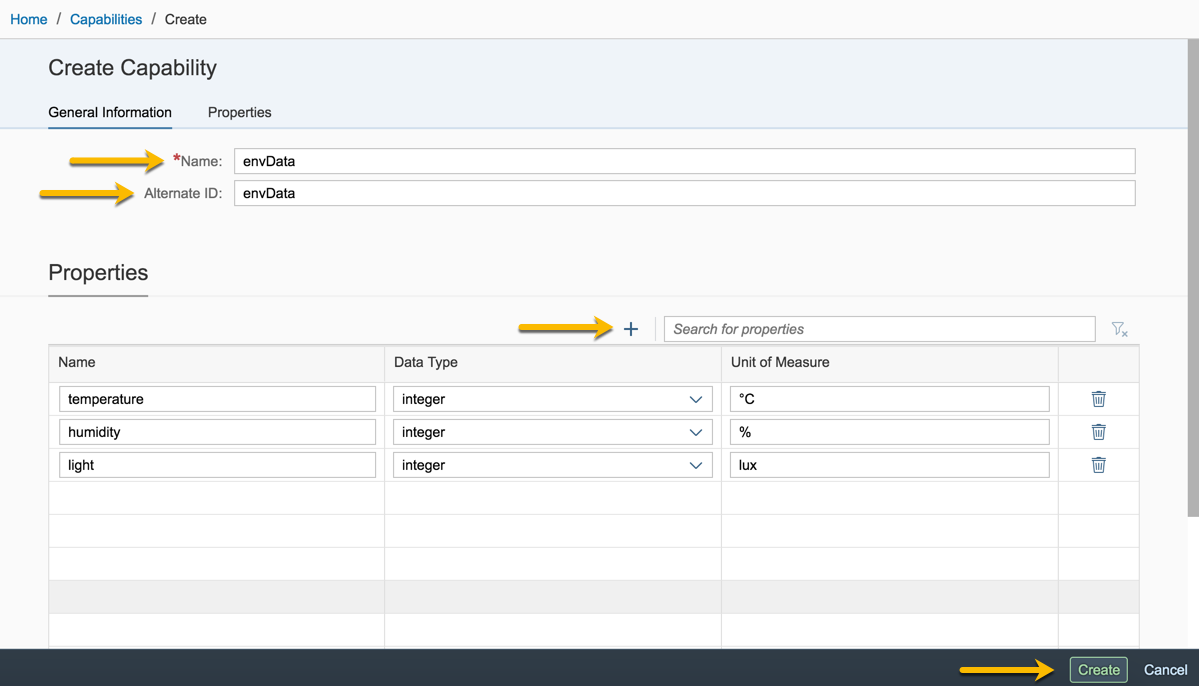 Home / Capabilities / Create
Create Capability
General Information Properties
*Name: envData
Alternate ID: envData
Properties
Search for properties
Name Data Type Unit of Measure
temperature integer °C
humidity integer %
light integer lux
Create Cancel